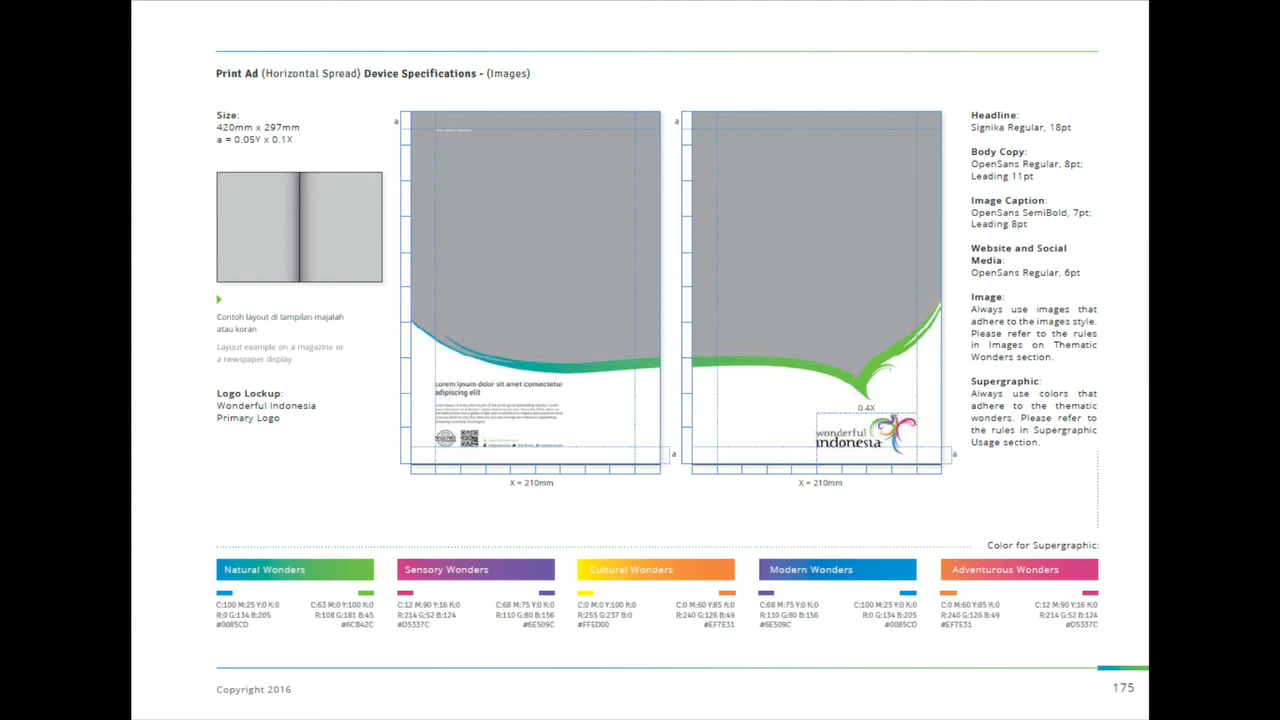 Print Ad (Horizontal Spread) Device Specifications - (Images)
Size:
420mm x 297mm
a = 0.05Y x 0.1X
Contoh layout di tampilan majalah
atau koran
Layout example on a magazine or
a newspaper display
Logo Lockup:
Wonderful Indonesia
Primary Logo
a
Lorem ipsum dolor sit amet consectetur
adipiscing elit
a
X = 210mm
a
0.4X
wonderful
indonesia
a
X = 210mm
Headline:
Signika Regular, 18pt
Body Copy:
OpenSans Regular, 8pt;
Leading 11pt
Image Caption:
OpenSans SemiBold, 7pt;
Leading 8pt
Website and Social
Media:
OpenSans Regular, 6pt
Image:
Always use images that
adhere to the images style.
Please refer to the rules
in Images on Thematic
Wonders section.
Supergraphic:
Always use colors that
adhere to the thematic
wonders. Please refer to
the rules in Supergraphic
Usage section.
Color for Supergraphic:
Natural Wonders
C:100 M:25 Y:0 K:0
R:0 G:134 B:205
#0085CD
C:63 M:0 Y:100 K:0
R:108 G:181 B:45
#6CB42C
Sensory Wonders
C:12 M:90 Y:16 K:0
R:214 G:52 B:124
#D5337C
C:68 M:75 Y:0 K:0
R:110 G:80 B:156
#6E509C
Cultural Wonders
C:0 M:0 Y:100 K:0
R:255 G:237 B:0
#FFED00
C:0 M:60 Y:85 K:0
R:240 G:126 B:49
#EF7E31
Modern Wonders
C:68 M:75 Y:0 K:0
R:110 G:80 B:156
#6E509C
C:100 M:25 Y:0 K:0
R:0 G:134 B:205
#0085CD
Adventurous Wonders
C:0 M:60 Y:85 K:0
R:240 G:126 B:49
#EF7E31
C:12 M:90 Y:16 K:0
R:214 G:52 B:124
#D5337C
Copyright 2016
175